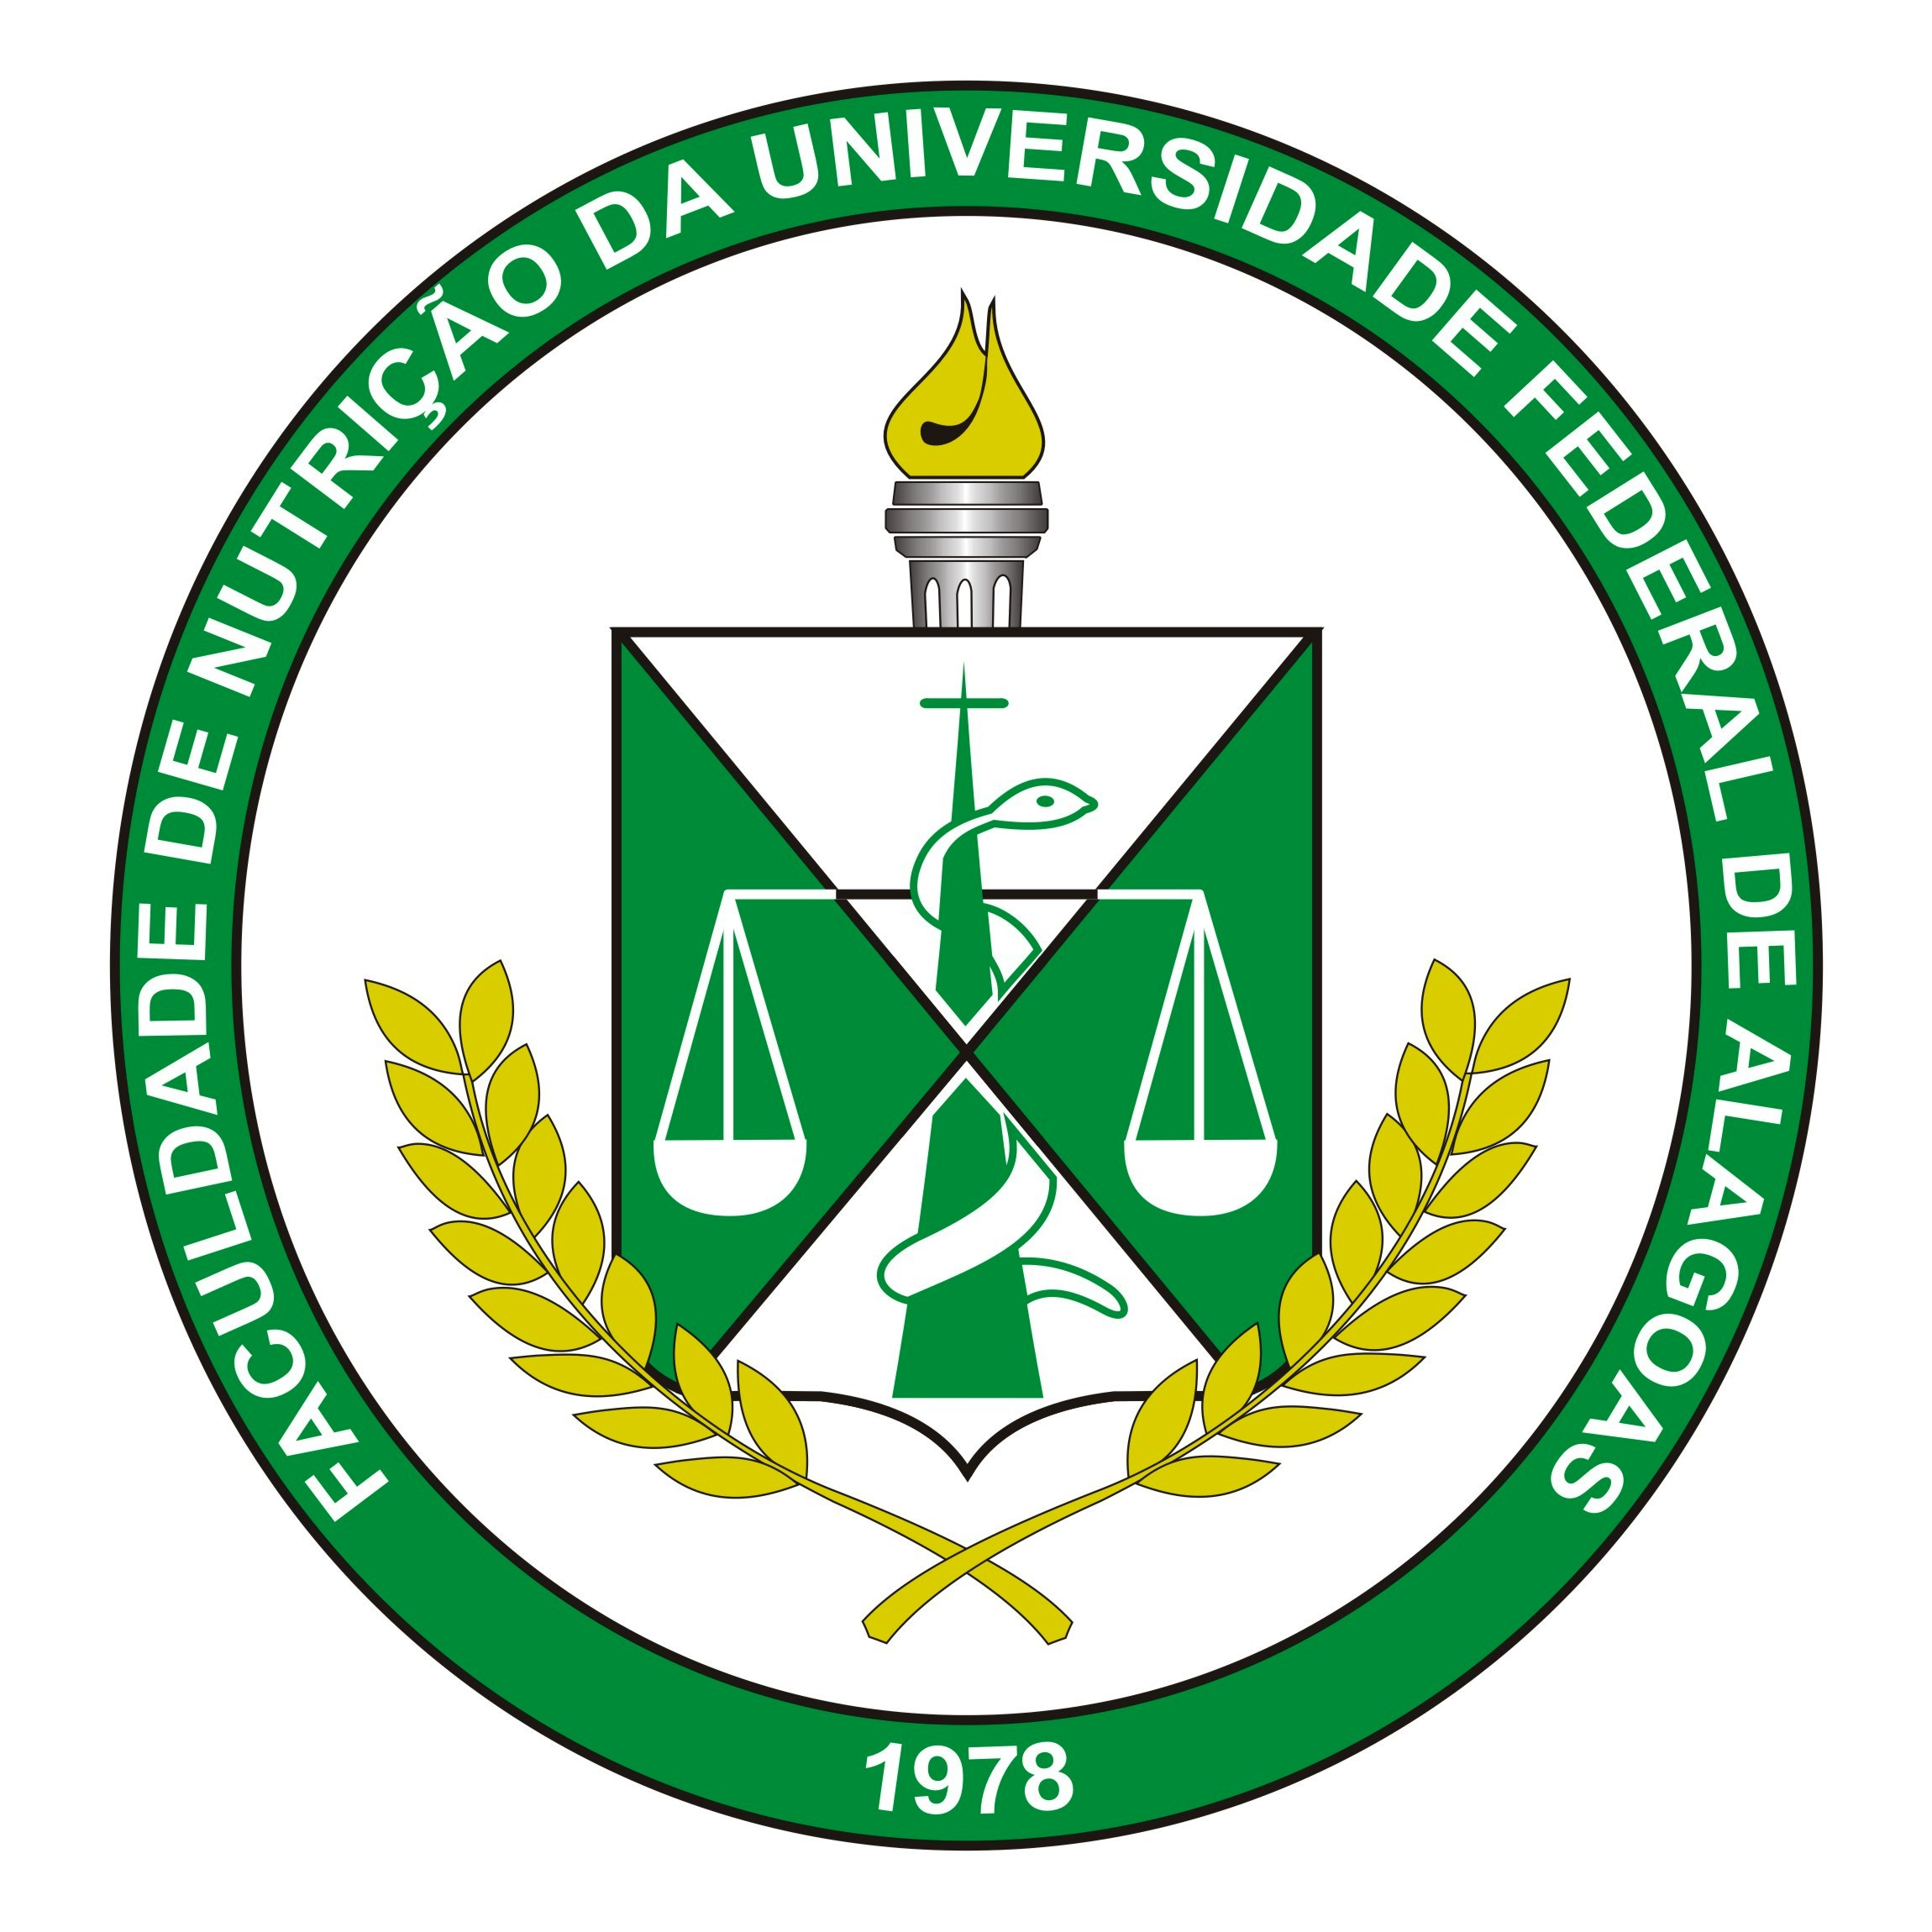 FACULDADE DE NUTRIÇÃO DA UNIVERSIDADE FEDERAL DE ALAGOAS
1978